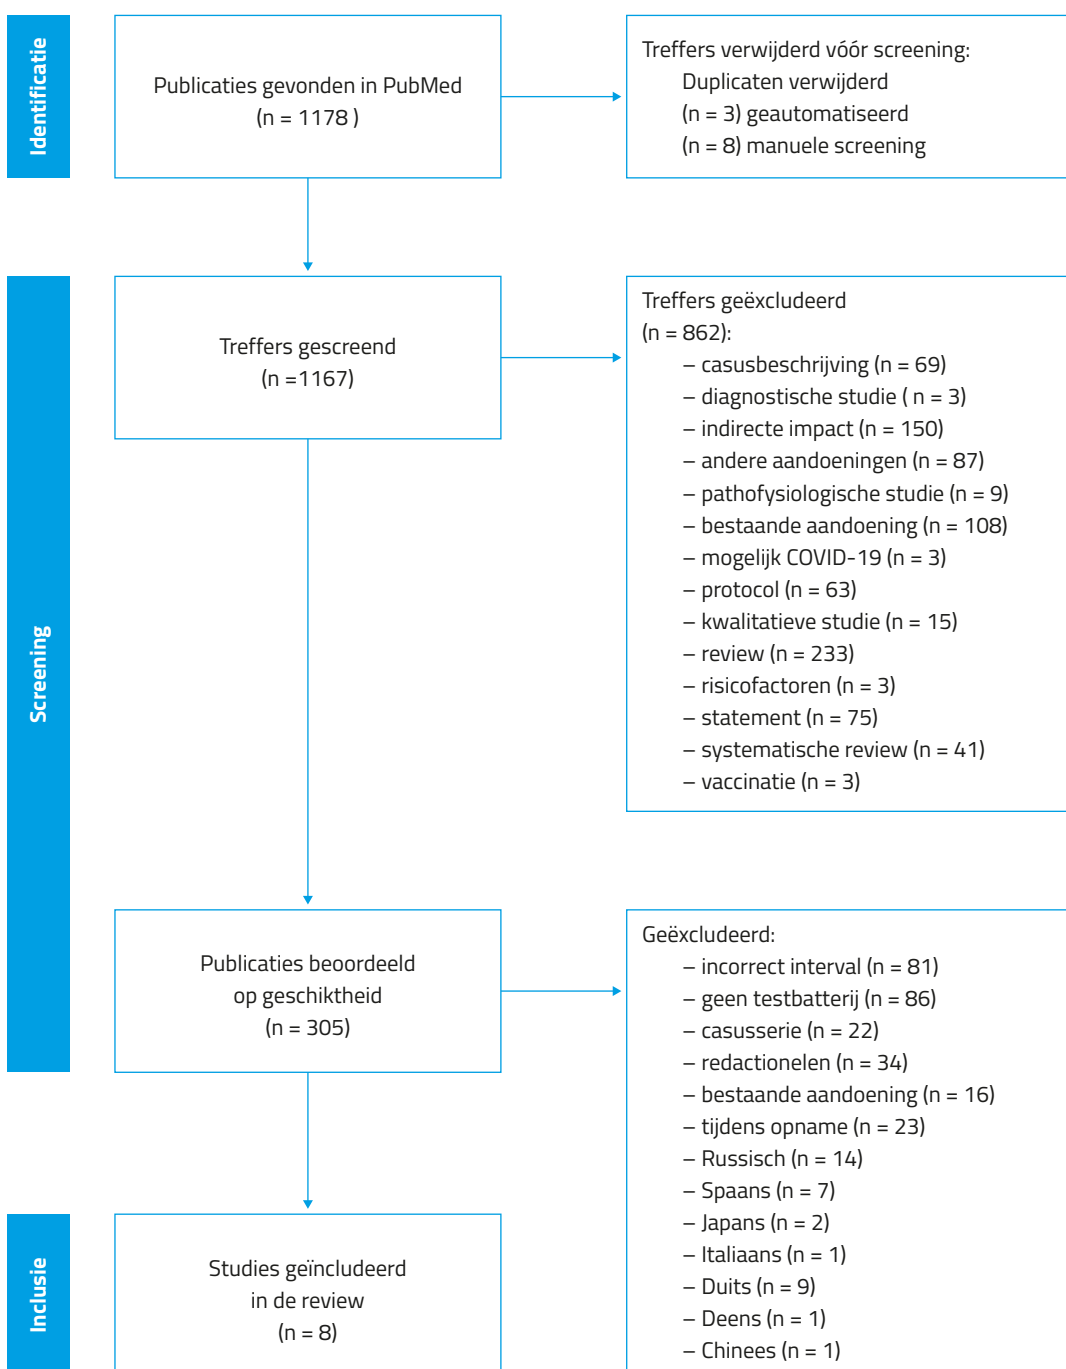 Identificatie
Publicaties gevonden in PubMed
(n = 1178 )
Treffers verwijderd vóór screening:
Duplicaten verwijderd
(n = 3) geautomatiseerd
(n = 8) manuele screening
Screening
Treffers gescreend
(n =1167)
Treffers geëxcludeerd
(n = 862):
– casusbeschrijving (n = 69)
– diagnostische studie ( n = 3)
– indirecte impact (n = 150)
– andere aandoeningen (n = 87)
– pathofysiologische studie (n = 9)
– bestaande aandoening (n = 108)
– mogelijk COVID-19 (n = 3)
– protocol (n = 63)
– kwalitatieve studie (n = 15)
– review (n = 233)
– risicofactoren (n = 3)
– statement (n = 75)
– systematische review (n = 41)
– vaccinatie (n = 3)
Publicaties beoordeeld
op geschiktheid
(n = 305)
Geëxcludeerd:
– incorrect interval (n = 81)
– geen testbatterij (n = 86)
– casusserie (n = 22)
– redactionelen (n = 34)
– bestaande aandoening (n = 16)
– tijdens opname (n = 23)
– Russisch (n = 14)
– Spaans (n = 7)
– Japans (n = 2)
– Italiaans (n = 1)
– Duits (n = 9)
– Deens (n = 1)
– Chinees (n = 1)
Inclusie
Studies geïncludeerd
in de review
(n = 8)